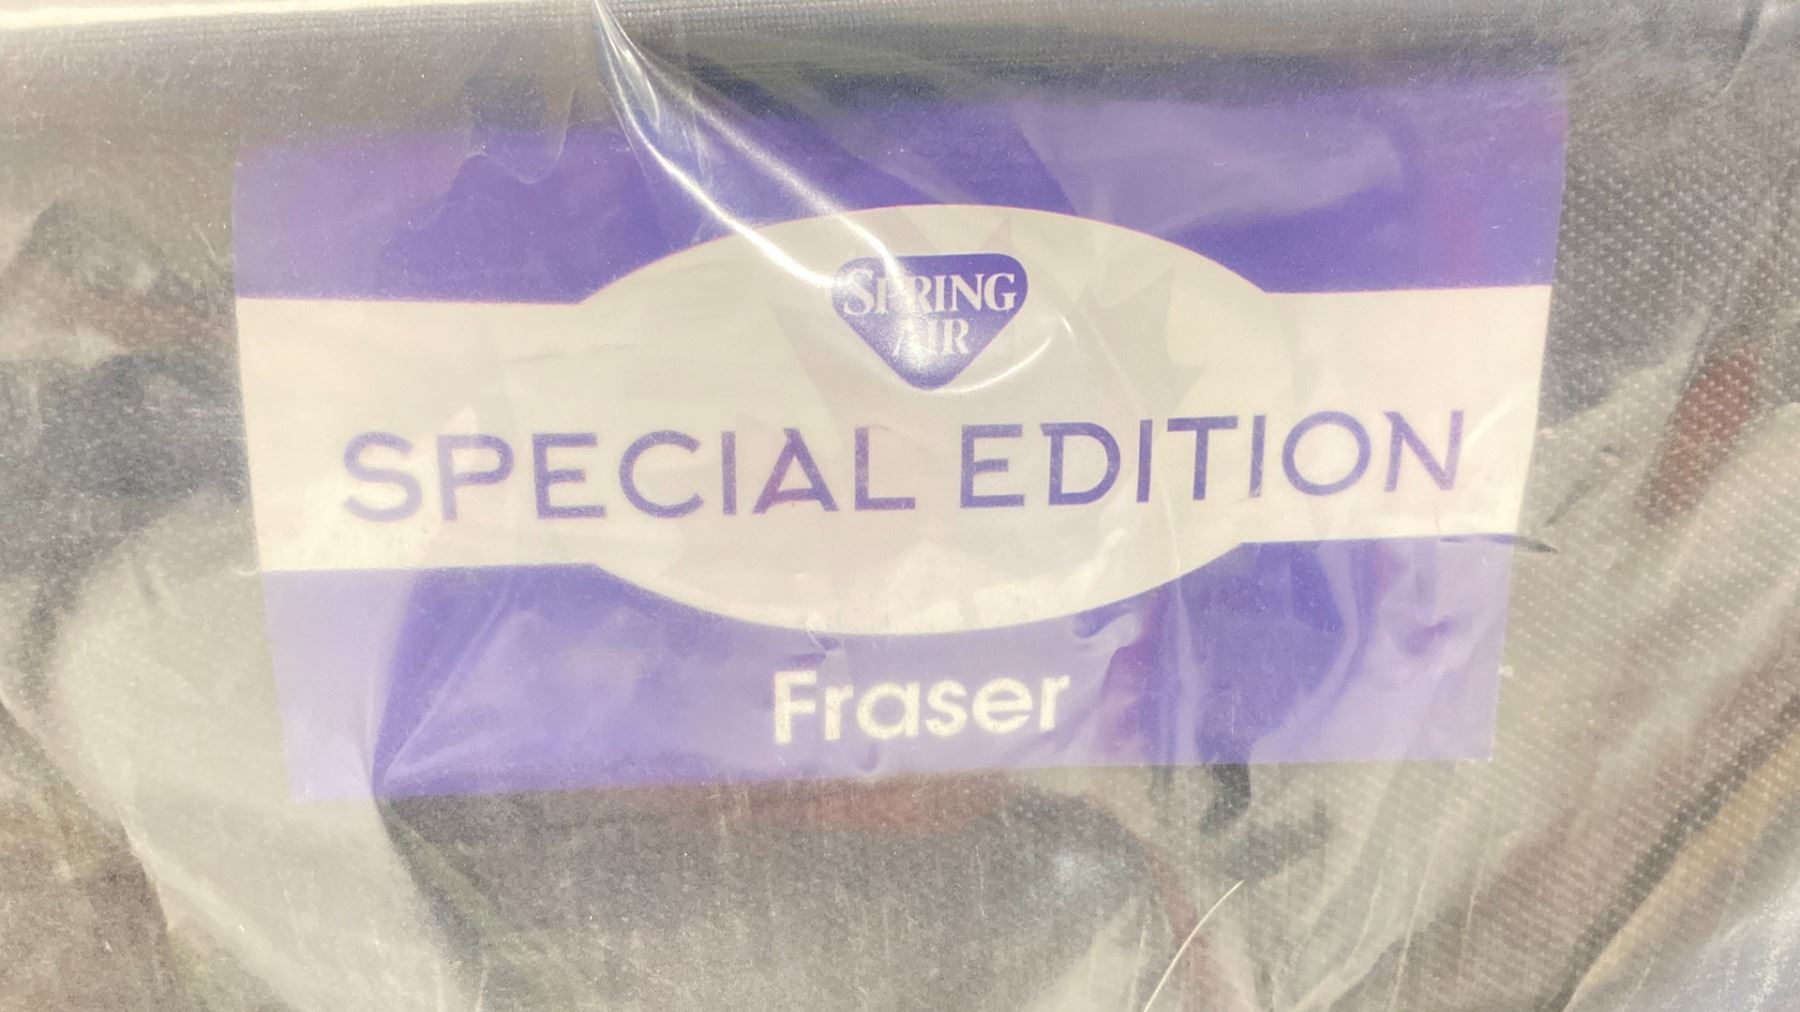 SPRING
AIR
SPECIAL EDITION
Fraser